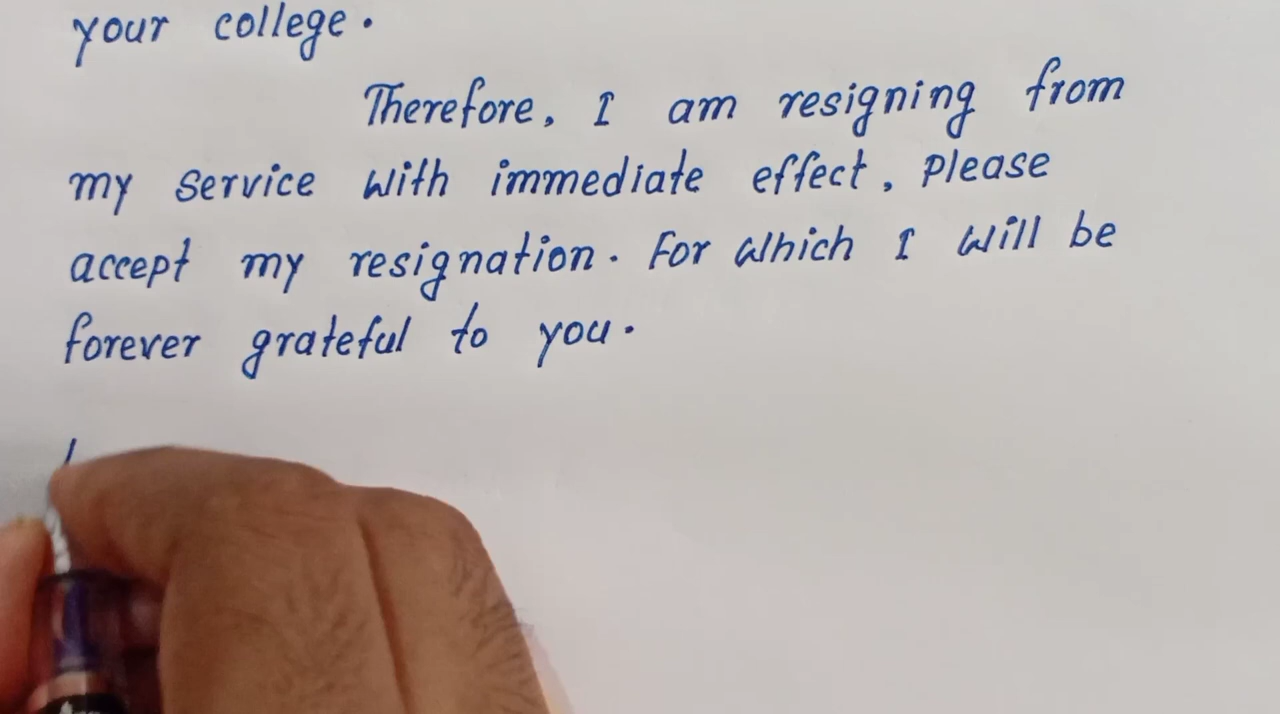 your college.
Therefore, I am resigning from
my service with immediate effect, please
accept my resignation. For which I will be
forever grateful to you.